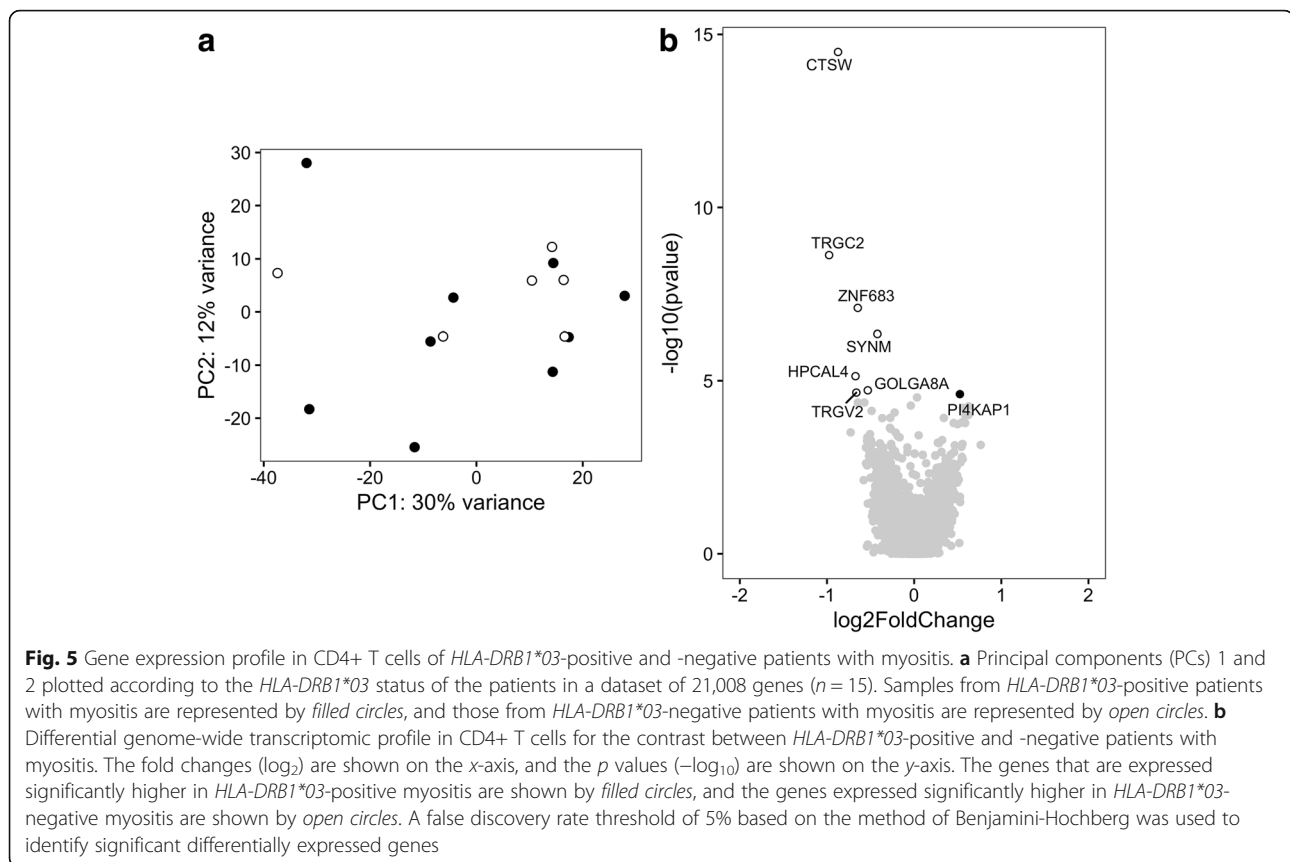 a
30
20
10
0
-10
-20
-40
-20
0
20
PC2: 12% variance
PC1: 30% variance
b
15
10
5
0
-2
-1
0
1
2
-log10(pvalue)
log2FoldChange
CTSW
TRGC2
ZNF683
SYNM
HPCAL4
GOLGA8A
TRGV2
PI4KAP1
Fig. 5 Gene expression profile in CD4+ T cells of HLA-DRB1*03-positive and -negative patients with myositis. a Principal components (PCs) 1 and
2 plotted according to the HLA-DRB1*03 status of the patients in a dataset of 21,008 genes (n = 15). Samples from HLA-DRB1*03-positive patients
with myositis are represented by filled circles, and those from HLA-DRB1*03-negative patients with myositis are represented by open circles. b
Differential genome-wide transcriptomic profile in CD4+ T cells for the contrast between HLA-DRB1*03-positive and -negative patients with
myositis. The fold changes (log₂) are shown on the x-axis, and the p values (−log₁₀) are shown on the y-axis. The genes that are expressed
significantly higher in HLA-DRB1*03-positive myositis are shown by filled circles, and the genes expressed significantly higher in HLA-DRB1*03-
negative myositis are shown by open circles. A false discovery rate threshold of 5% based on the method of Benjamini-Hochberg was used to
identify significant differentially expressed genes